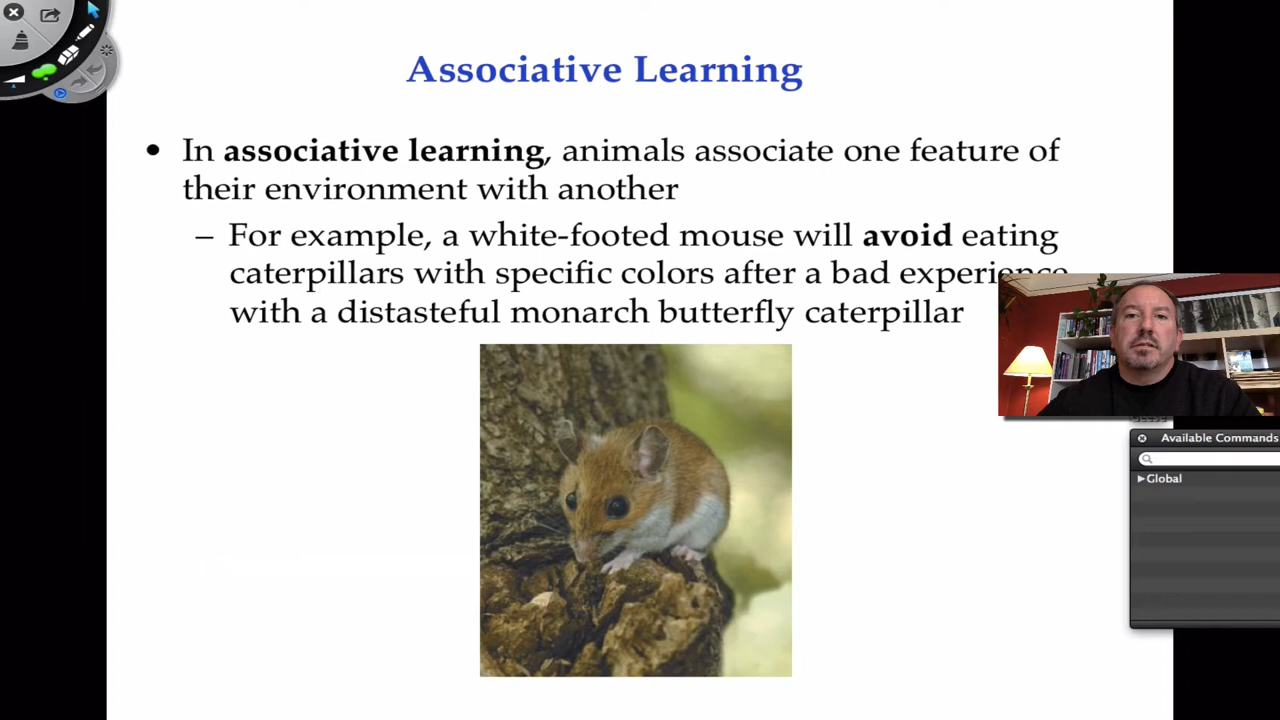 Associative Learning
• In associative learning, animals associate one feature of
their environment with another
– For example, a white-footed mouse will avoid eating
caterpillars with specific colors after a bad experience
with a distasteful monarch butterfly caterpillar
Available Commands
Global